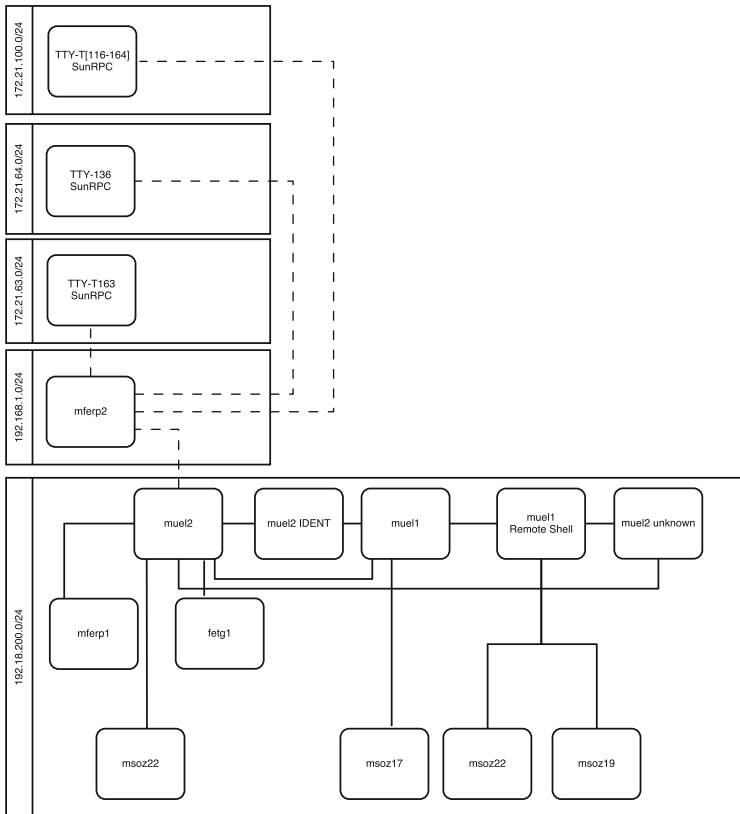 172.21.100.0/24
TTY-T[116-164]
SunRPC
172.21.64.0/24
TTY-136
SunRPC
172.21.63.0/24
TTY-T163
SunRPC
192.168.1.0/24
mferp2
192.18.200.0/24
muel2
muel2 IDENT
muel1
muel1
Remote Shell
muel2 unknown
mferp1
fetg1
msoz22
msoz17
msoz22
msoz19